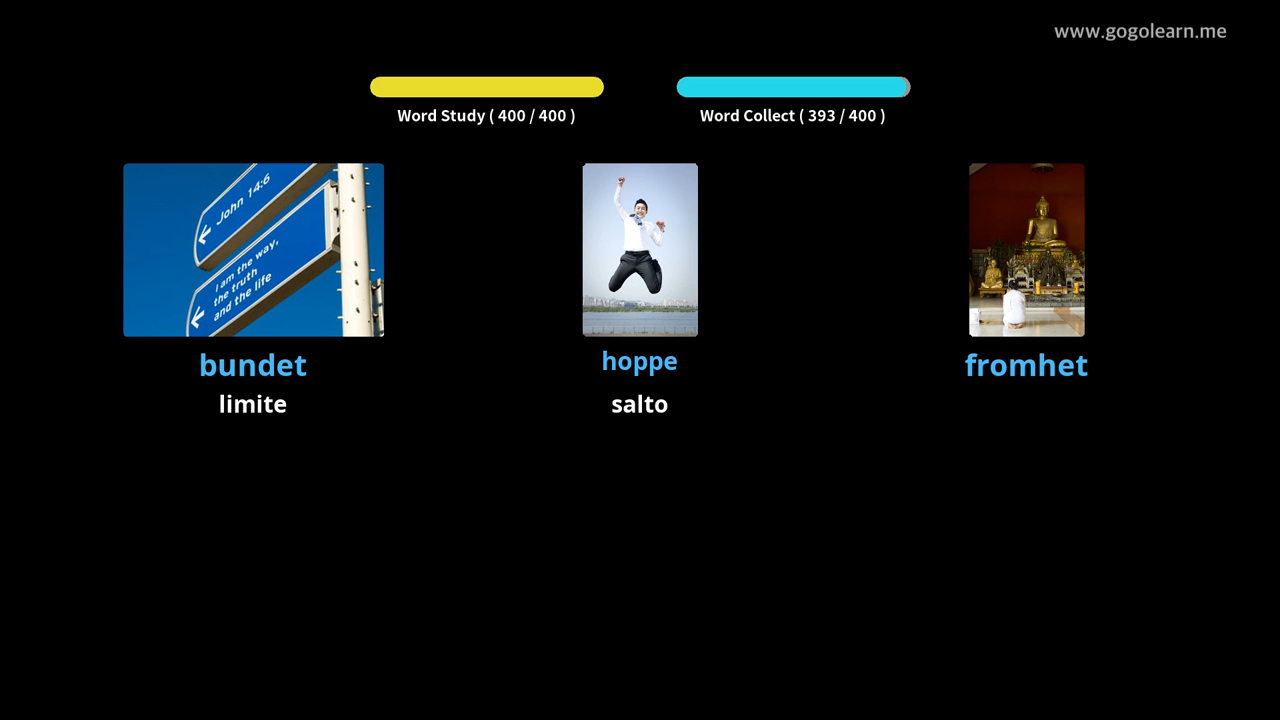 www.gogolearn.me
Word Study ( 400 / 400 )
Word Collect ( 393 / 400 )
John 14:6
I am the way,
the truth
and the life
bundet
hoppe
fromhet
limite
salto